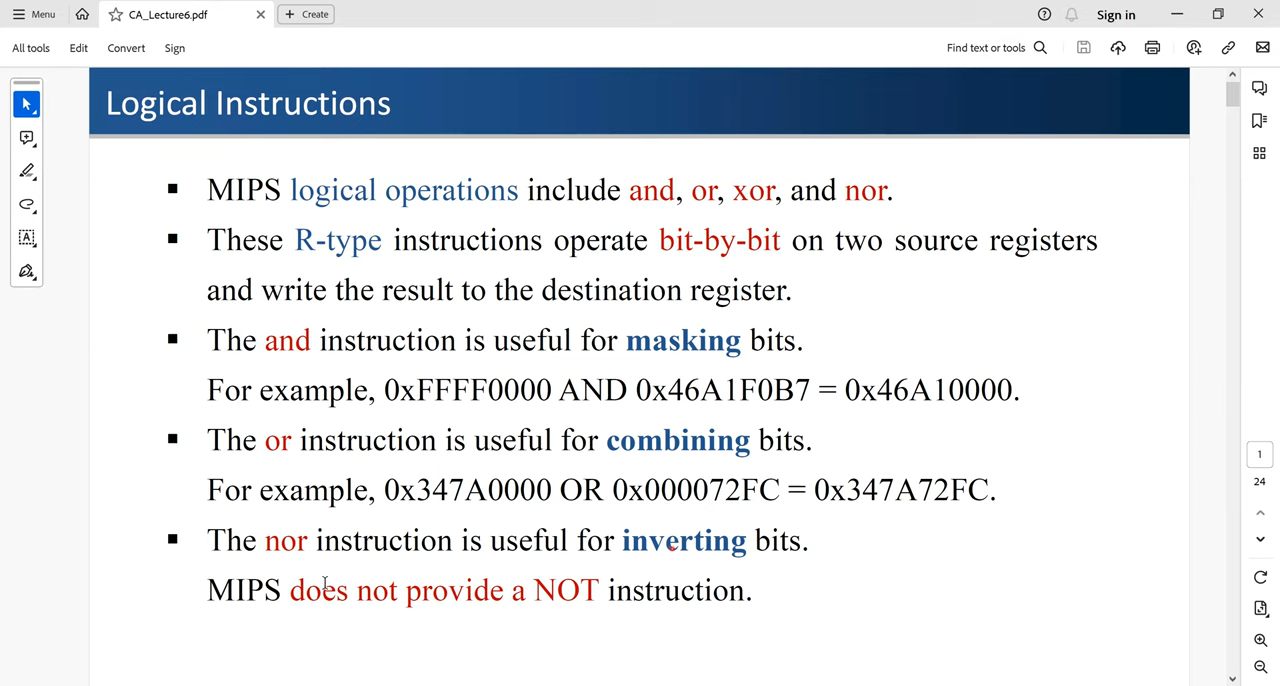 Menu
CA_Lecture6.pdf
Create
Sign in
All tools
Edit
Convert
Sign
Find text or tools
Logical Instructions
▪ MIPS logical operations include and, or, xor, and nor.
▪ These R-type instructions operate bit-by-bit on two source registers
and write the result to the destination register.
▪ The and instruction is useful for masking bits.
For example, 0xFFFF0000 AND 0x46A1F0B7 = 0x46A10000.
▪ The or instruction is useful for combining bits.
For example, 0x347A0000 OR 0x000072FC = 0x347A72FC.
▪ The nor instruction is useful for inverting bits.
MIPS does not provide a NOT instruction.
1
24